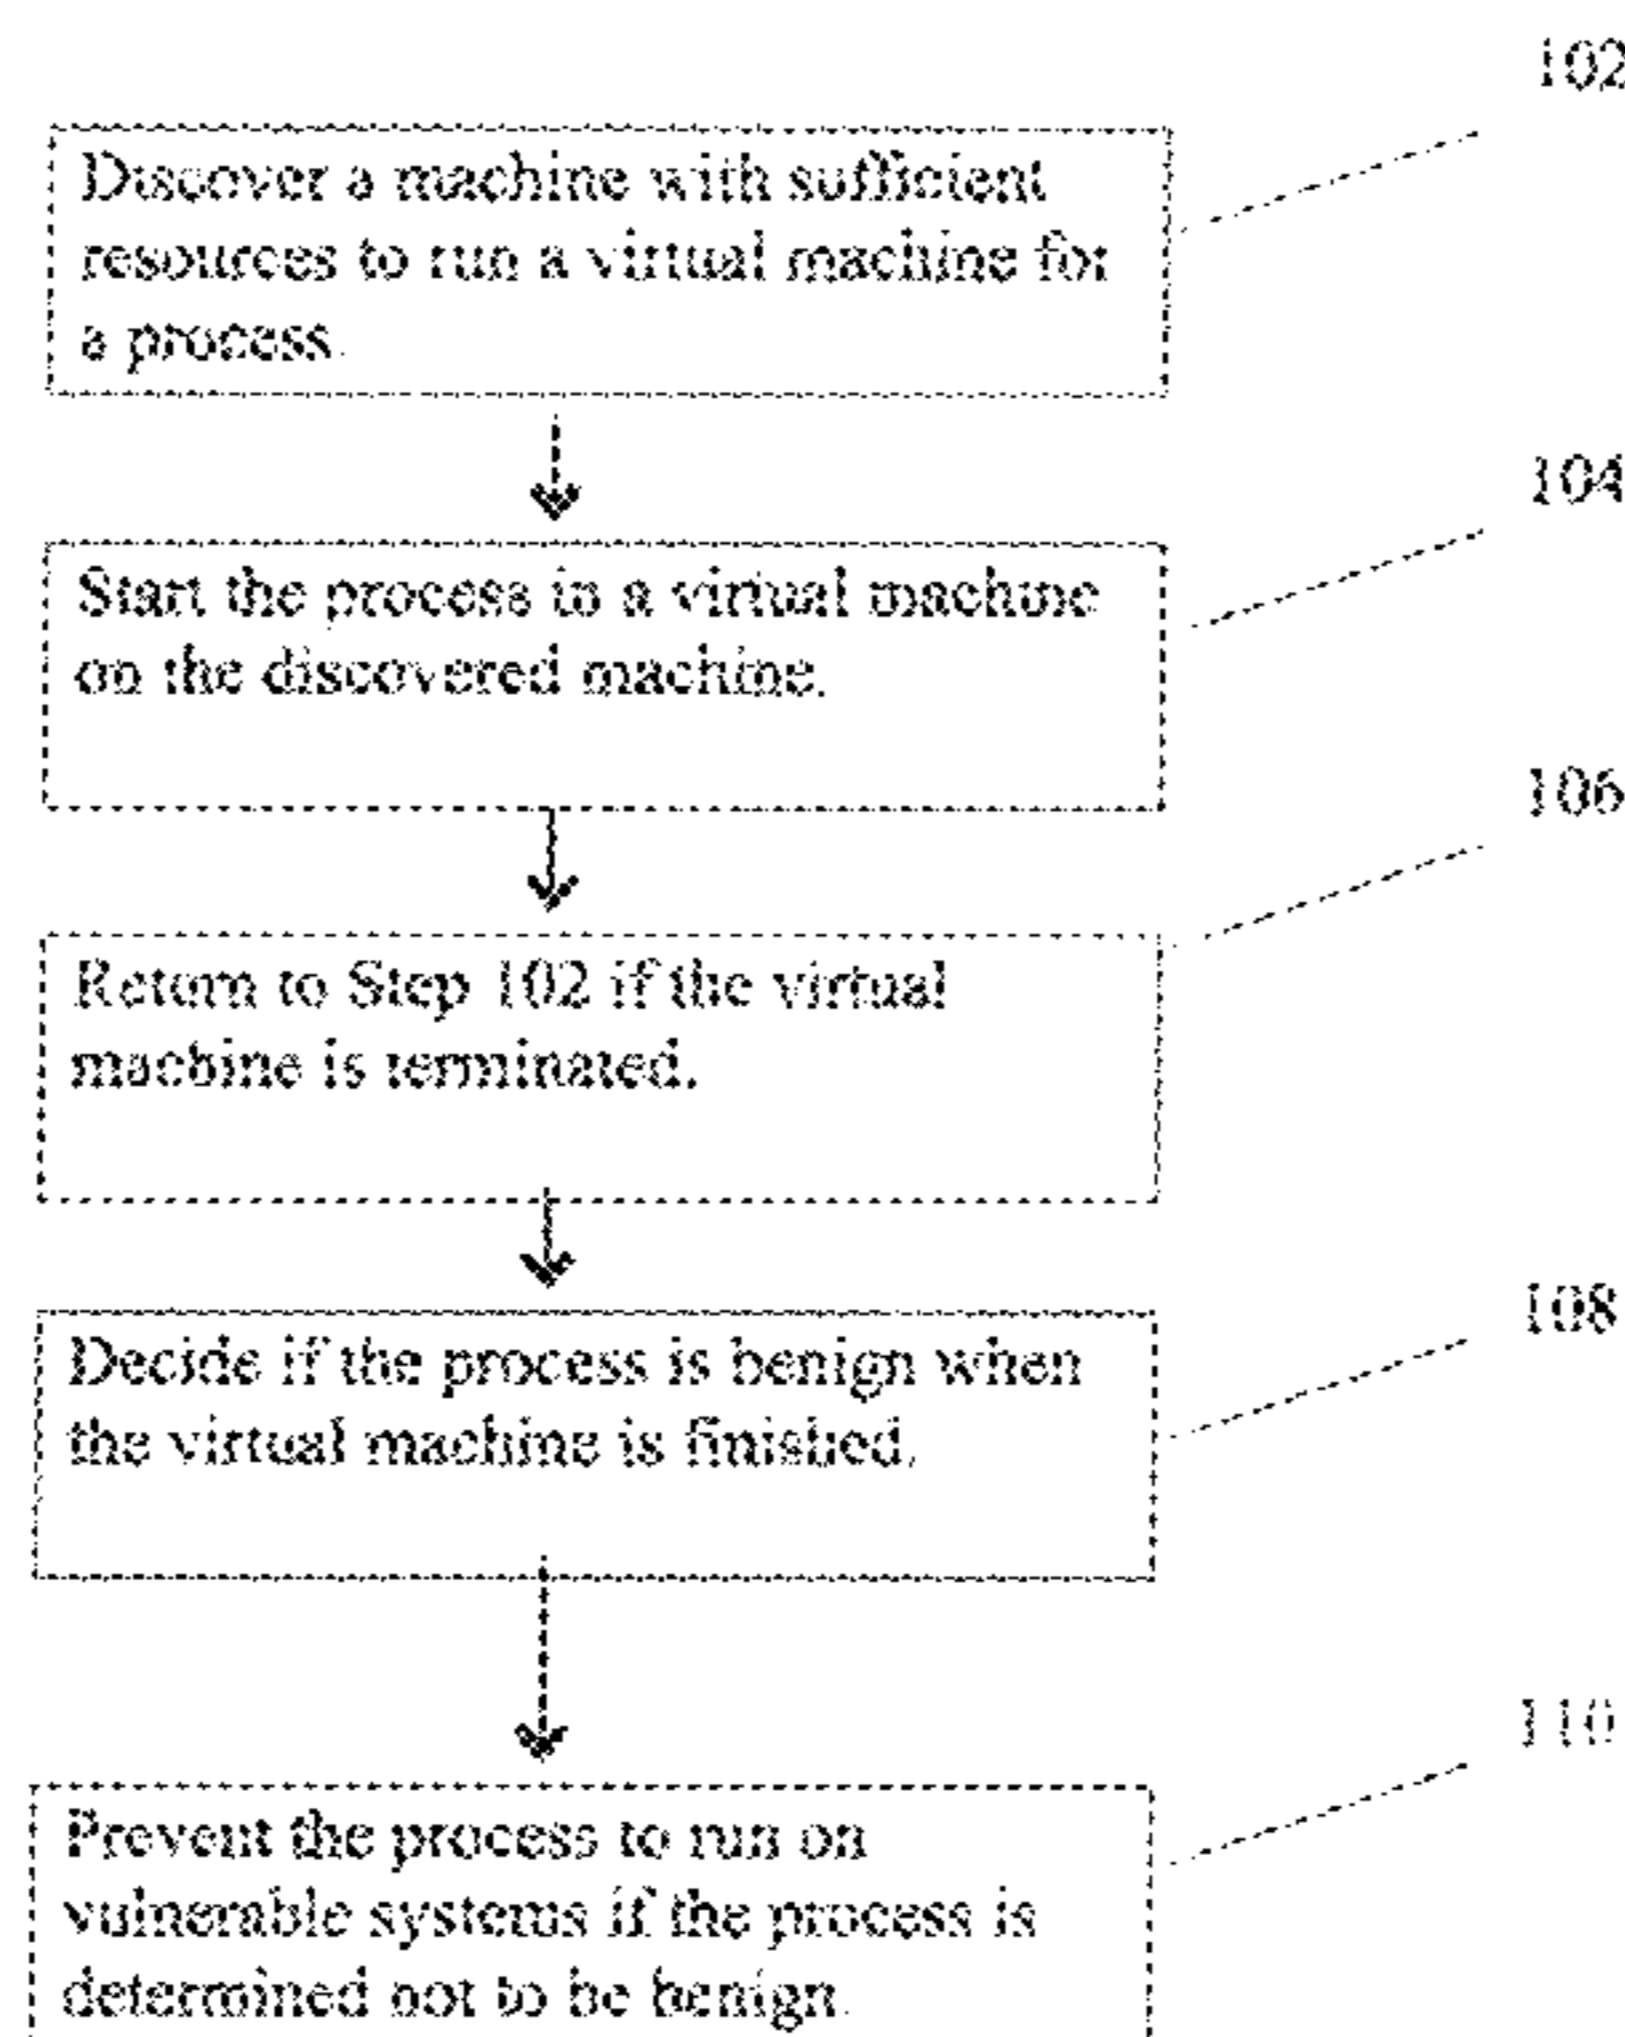 102
Discover a machine with sufficient
resources to run a virtual machine for
a process.
104
Start the process in a virtual machine
on the discovered machine.
106
Return to Step 102 if the virtual
machine is terminated.
108
Decide if the process is benign when
the virtual machine is finished.
110
Prevent the process to run on
vulnerable systems if the process is
determined not to be benign.